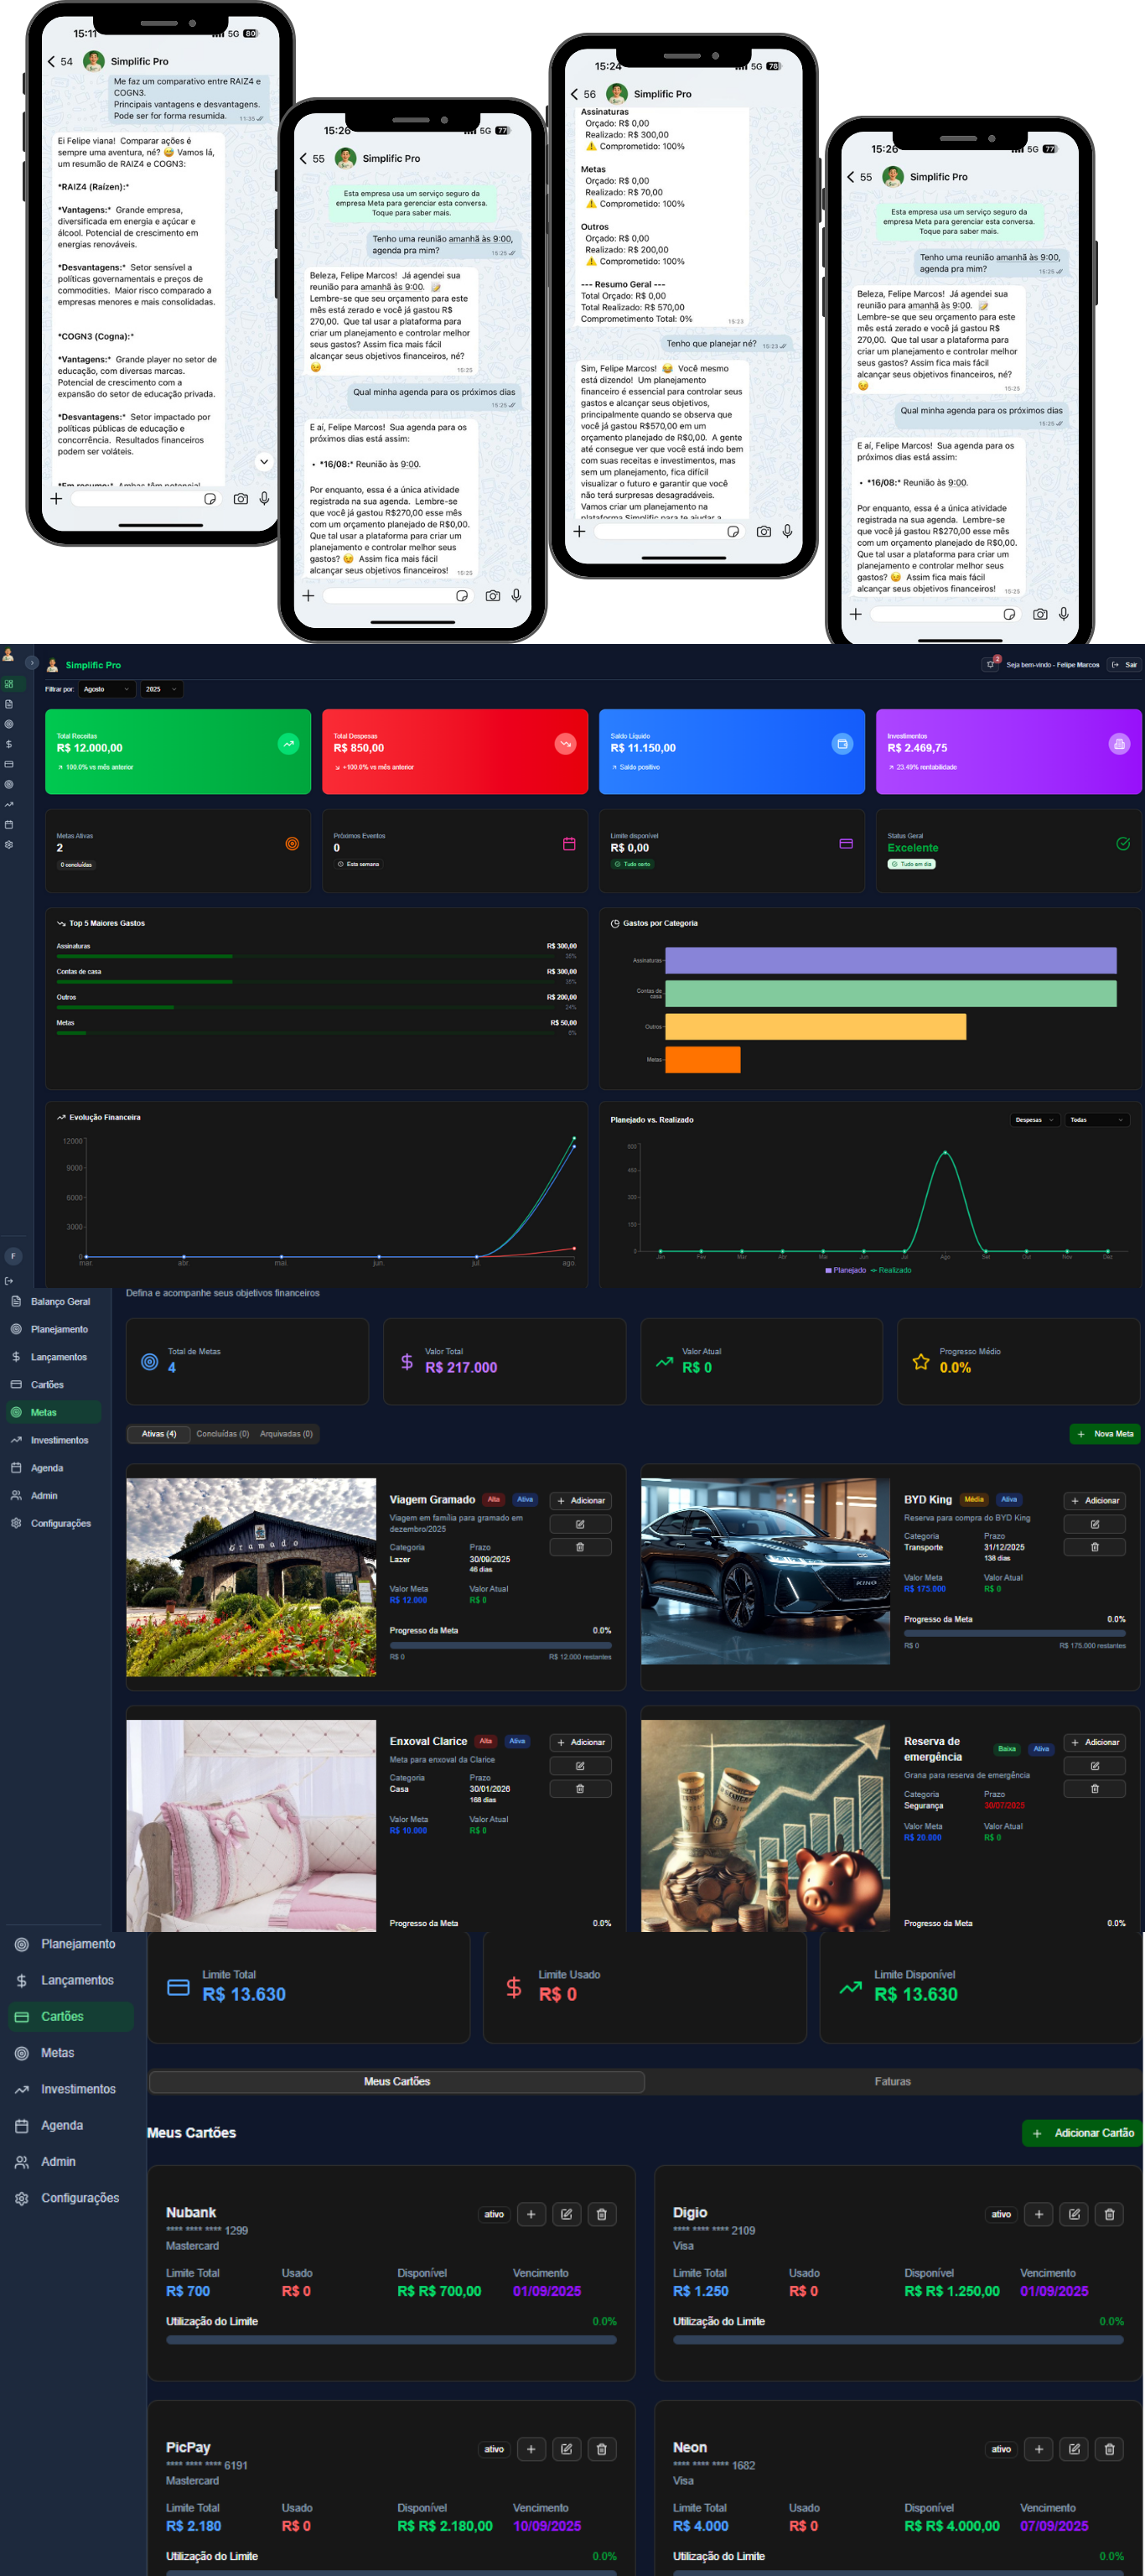 15:11
5G 80
54
Simplific Pro
Me faz um comparativo entre RAIZ4 e
COGN3.
Principais vantagens e desvantagens.
Pode ser for forma resumida.
11:35
Ei Felipe viana! Comparar ações é
sempre uma aventura, né? 😅 Vamos lá,
um resumão de RAIZ4 e COGN3:
*RAIZ4 (Raízen):*
*Vantagens:* Grande empresa,
diversificada em energia e açúcar e
álcool. Potencial de crescimento em
energias renováveis.
*Desvantagens:* Setor sensível a
políticas governamentais e preços de
commodities. Maior risco comparado a
empresas menores e mais consolidadas.
*COGN3 (Cogna):*
*Vantagens:* Grande player no setor de
educação, com diversas marcas.
Potencial de crescimento com a
expansão do setor de educação privada.
*Desvantagens:* Setor impactado por
políticas públicas de educação e
concorrência. Resultados financeiros
podem ser voláteis.
*Em resumo:* Ambas têm potencial
15:26
5G 77
55
Simplific Pro
Esta empresa usa um serviço seguro da
empresa Meta para gerenciar esta conversa.
Toque para saber mais.
Tenho uma reunião amanhã às 9:00,
agenda pra mim?
15:25
Beleza, Felipe Marcos! Já agendei sua
reunião para amanhã às 9:00. 📝
Lembre-se que seu orçamento para este
mês está zerado e você já gastou R$
270,00. Que tal usar a plataforma para
criar um planejamento e controlar melhor
seus gastos? Assim fica mais fácil
alcançar seus objetivos financeiros, né?
😉
15:25
Qual minha agenda para os próximos dias
15:25
E aí, Felipe Marcos! Sua agenda para os
próximos dias está assim:
• *16/08:* Reunião às 9:00.
Por enquanto, essa é a única atividade
registrada na sua agenda. Lembre-se
que você já gastou R$270,00 esse mês
com um orçamento planejado de R$0,00.
Que tal usar a plataforma para criar um
planejamento e controlar melhor seus
gastos? 😉 Assim fica mais fácil
alcançar seus objetivos financeiros!
15:25
15:24
5G 78
56
Simplific Pro
Assinaturas
Orçado: R$ 0,00
Realizado: R$ 300,00
⚠️ Comprometido: 100%
Metas
Orçado: R$ 0,00
Realizado: R$ 70,00
⚠️ Comprometido: 100%
Outros
Orçado: R$ 0,00
Realizado: R$ 200,00
⚠️ Comprometido: 100%
--- Resumo Geral ---
Total Orçado: R$ 0,00
Total Realizado: R$ 570,00
Comprometimento Total: 0%
15:23
Tenho que planejar né?
15:23
Sim, Felipe Marcos! 😂 Você mesmo
está dizendo! Um planejamento
financeiro é essencial para controlar seus
gastos e alcançar seus objetivos,
principalmente quando se observa que
você já gastou R$570,00 em um
orçamento planejado de R$0,00. A gente
até consegue ver que você está indo bem
com suas receitas e investimentos, mas
sem um planejamento, fica difícil
visualizar o futuro e garantir que você
não terá surpresas desagradáveis.
Vamos criar um planejamento na
plataforma Simplific para te ajudar a
15:26
5G 77
55
Simplific Pro
Esta empresa usa um serviço seguro da
empresa Meta para gerenciar esta conversa.
Toque para saber mais.
Tenho uma reunião amanhã às 9:00,
agenda pra mim?
15:25
Beleza, Felipe Marcos! Já agendei sua
reunião para amanhã às 9:00. 📝
Lembre-se que seu orçamento para este
mês está zerado e você já gastou R$
270,00. Que tal usar a plataforma para
criar um planejamento e controlar melhor
seus gastos? Assim fica mais fácil
alcançar seus objetivos financeiros, né?
😉
15:25
Qual minha agenda para os próximos dias
15:25
E aí, Felipe Marcos! Sua agenda para os
próximos dias está assim:
• *16/08:* Reunião às 9:00.
Por enquanto, essa é a única atividade
registrada na sua agenda. Lembre-se
que você já gastou R$270,00 esse mês
com um orçamento planejado de R$0,00.
Que tal usar a plataforma para criar um
planejamento e controlar melhor seus
gastos? 😉 Assim fica mais fácil
alcançar seus objetivos financeiros!
15:25
Simplific Pro
Seja bem-vindo - Felipe Marcos
Sair
Filtrar por:
Agosto
2025
Total Receitas
R$ 12.000,00
100.0% vs mês anterior
Total Despesas
R$ 850,00
+100.0% vs mês anterior
Saldo Líquido
R$ 11.150,00
Saldo positivo
Investimentos
R$ 2.469,75
23.49% rentabilidade
Metas Ativas
2
0 concluídas
Próximos Eventos
0
Esta semana
Limite disponível
R$ 0,00
Tudo certo
Status Geral
Excelente
Tudo em dia
Top 5 Maiores Gastos
Assinaturas
R$ 300,00
35%
Contas de casa
R$ 300,00
35%
Outros
R$ 200,00
24%
Metas
R$ 50,00
6%
Gastos por Categoria
Assinaturas
Contas de
casa
Outros
Metas
Evolução Financeira
12000
9000
6000
3000
0
mar.
abr.
mai.
jun.
jul.
ago.
Planejado vs. Realizado
Despesas
Todas
600
450
300
150
0
Jan
Fev
Mar
Abr
Mai
Jun
Jul
Ago
Set
Out
Nov
Dez
Planejado
Realizado
F
Balanço Geral
Planejamento
Lançamentos
Cartões
Metas
Investimentos
Agenda
Admin
Configurações
Defina e acompanhe seus objetivos financeiros
Total de Metas
4
Valor Total
R$ 217.000
Valor Atual
R$ 0
Progresso Médio
0.0%
Ativas (4)
Concluídas (0)
Arquivadas (0)
Nova Meta
Gramado
Viagem Gramado
Alta
Ativa
Adicionar
Viagem em família para gramado em
dezembro/2025
Categoria
Lazer
Prazo
30/09/2025
46 dias
Valor Meta
R$ 12.000
Valor Atual
R$ 0
Progresso da Meta
0.0%
R$ 0
R$ 12.000 restantes
KING
BYD King
Média
Ativa
Adicionar
Reserva para compra do BYD King
Categoria
Transporte
Prazo
31/12/2025
138 dias
Valor Meta
R$ 175.000
Valor Atual
R$ 0
Progresso da Meta
0.0%
R$ 0
R$ 175.000 restantes
Enxoval Clarice
Alta
Ativa
Adicionar
Meta para enxoval da Clarice
Categoria
Casa
Prazo
30/01/2026
168 dias
Valor Meta
R$ 10.000
Valor Atual
R$ 0
Progresso da Meta
0.0%
Reserva de
emergência
Baixa
Ativa
Adicionar
Grana para reserva de emergência
Categoria
Segurança
Prazo
30/07/2025
Valor Meta
R$ 20.000
Valor Atual
R$ 0
Progresso da Meta
0.0%
Planejamento
Lançamentos
Cartões
Metas
Investimentos
Agenda
Admin
Configurações
Limite Total
R$ 13.630
Limite Usado
R$ 0
Limite Disponível
R$ 13.630
Meus Cartões
Faturas
Meus Cartões
Adicionar Cartão
Nubank
ativo
**** **** **** 1299
Mastercard
Limite Total
R$ 700
Usado
R$ 0
Disponível
R$ R$ 700,00
Vencimento
01/09/2025
Utilização do Limite
0.0%
Digio
ativo
**** **** **** 2109
Visa
Limite Total
R$ 1.250
Usado
R$ 0
Disponível
R$ R$ 1.250,00
Vencimento
01/09/2025
Utilização do Limite
0.0%
PicPay
ativo
**** **** **** 6191
Mastercard
Limite Total
R$ 2.180
Usado
R$ 0
Disponível
R$ R$ 2.180,00
Vencimento
10/09/2025
Utilização do Limite
0.0%
Neon
ativo
**** **** **** 1682
Visa
Limite Total
R$ 4.000
Usado
R$ 0
Disponível
R$ R$ 4.000,00
Vencimento
07/09/2025
Utilização do Limite
0.0%